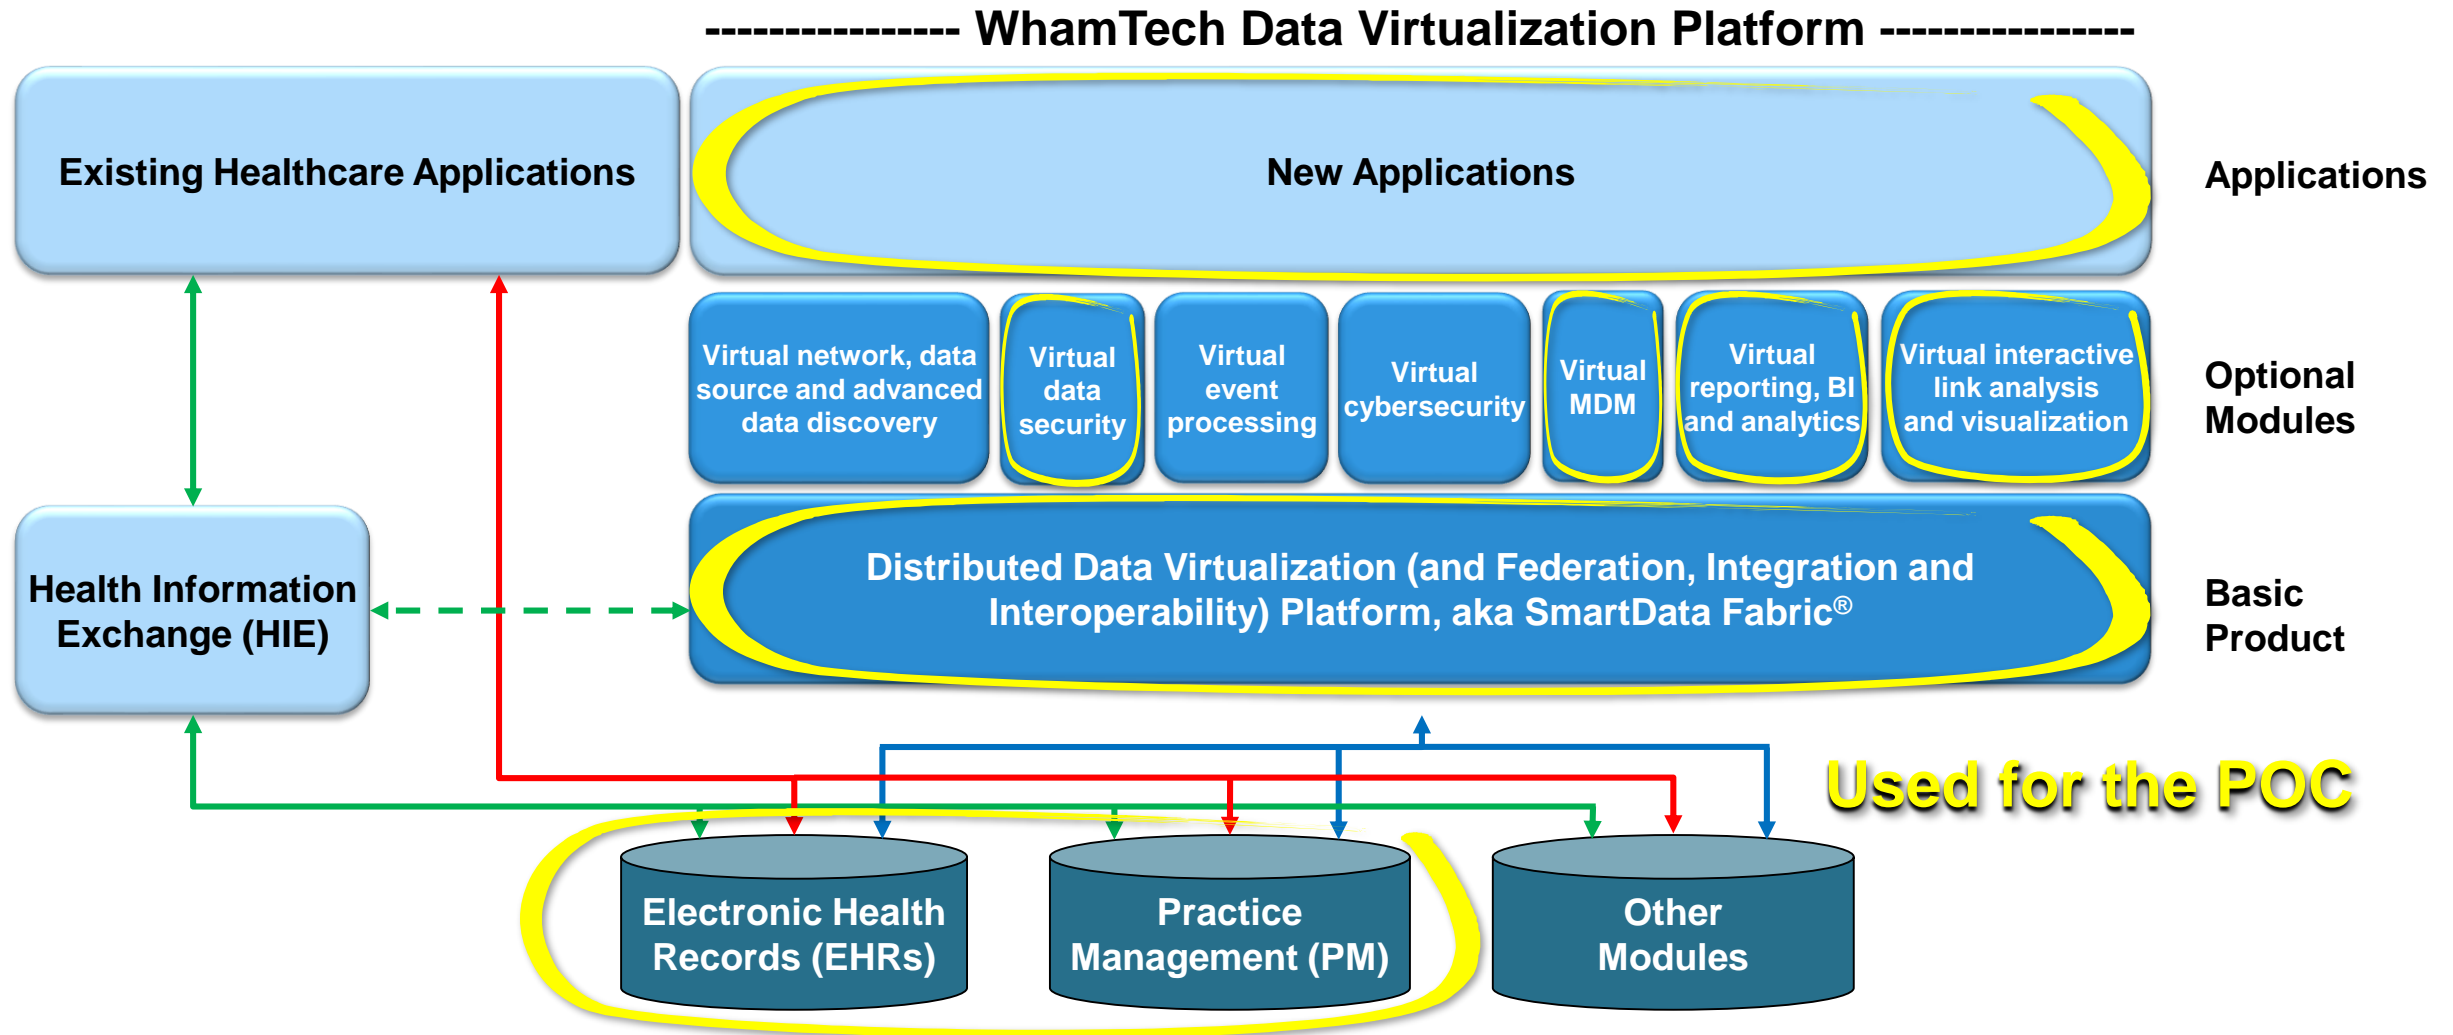 ---------------- WhamTech Data Virtualization Platform ----------------
Existing Healthcare Applications
New Applications
Applications
Virtual network, data
source and advanced
data discovery
Virtual
data
security
Virtual
event
processing
Virtual
cybersecurity
Virtual
MDM
Virtual
reporting, BI
and analytics
Virtual interactive
link analysis
and visualization
Optional
Modules
Health Information
Exchange (HIE)
Distributed Data Virtualization (and Federation, Integration and
Interoperability) Platform, aka SmartData Fabric®
Basic
Product
Used for the POC
Electronic Health
Records (EHRs)
Practice
Management (PM)
Other
Modules